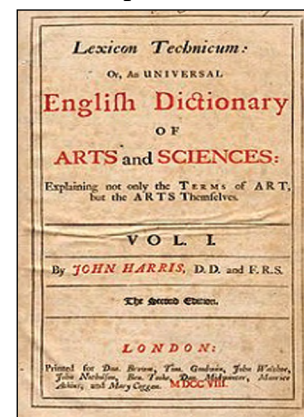 Lexicon Technicum:
Or, An UNIVERSAL
Engliſh Dictionary
OF
ARTS and SCIENCES:
Explaining not only the TERMS of ART,
but the ARTS Themſelves.
VOL. I.
By JOHN HARRIS, D.D. and F.R.S.
The Second Edition.
LONDON:
Printed for Dan. Brown, Tim. Goodwin, John Walthoe,
John Nicholſon, Benj. Tooke, Dan. Midwinter, Maurice
Atkins, and Mary Coggan. MDCCVIII.